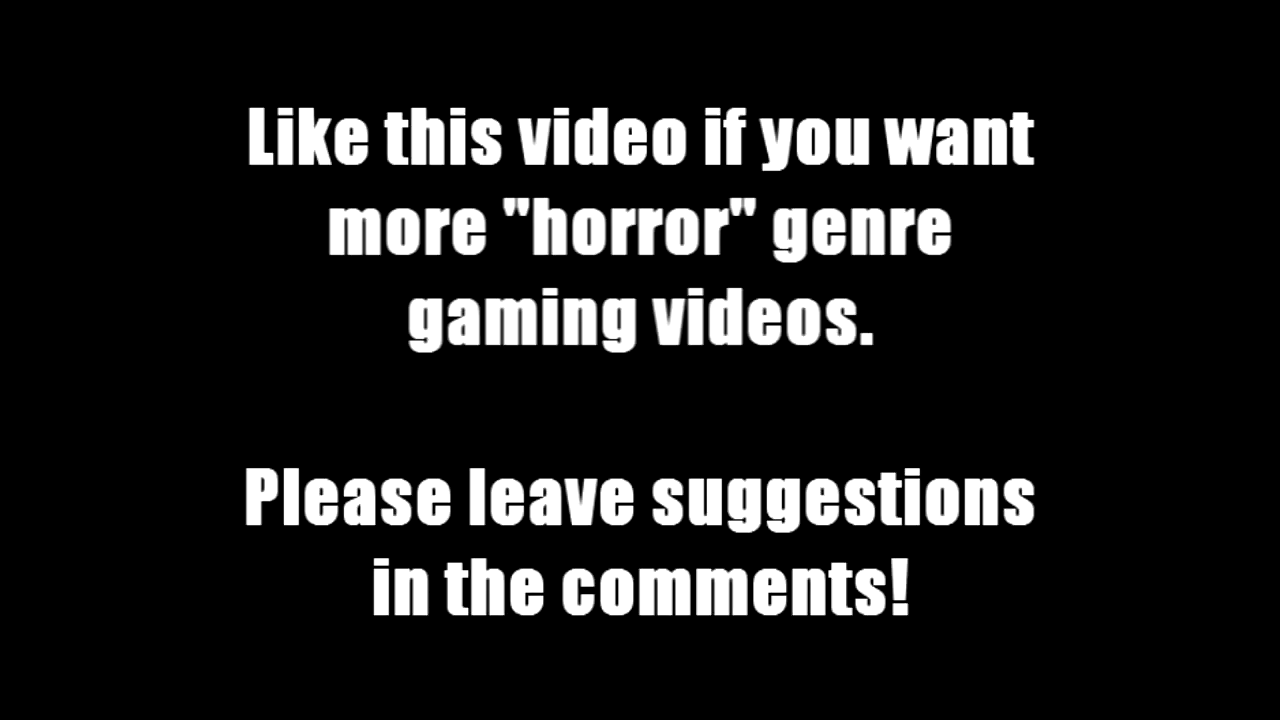 Like this video if you want
more "horror" genre
gaming videos.
Please leave suggestions
in the comments!